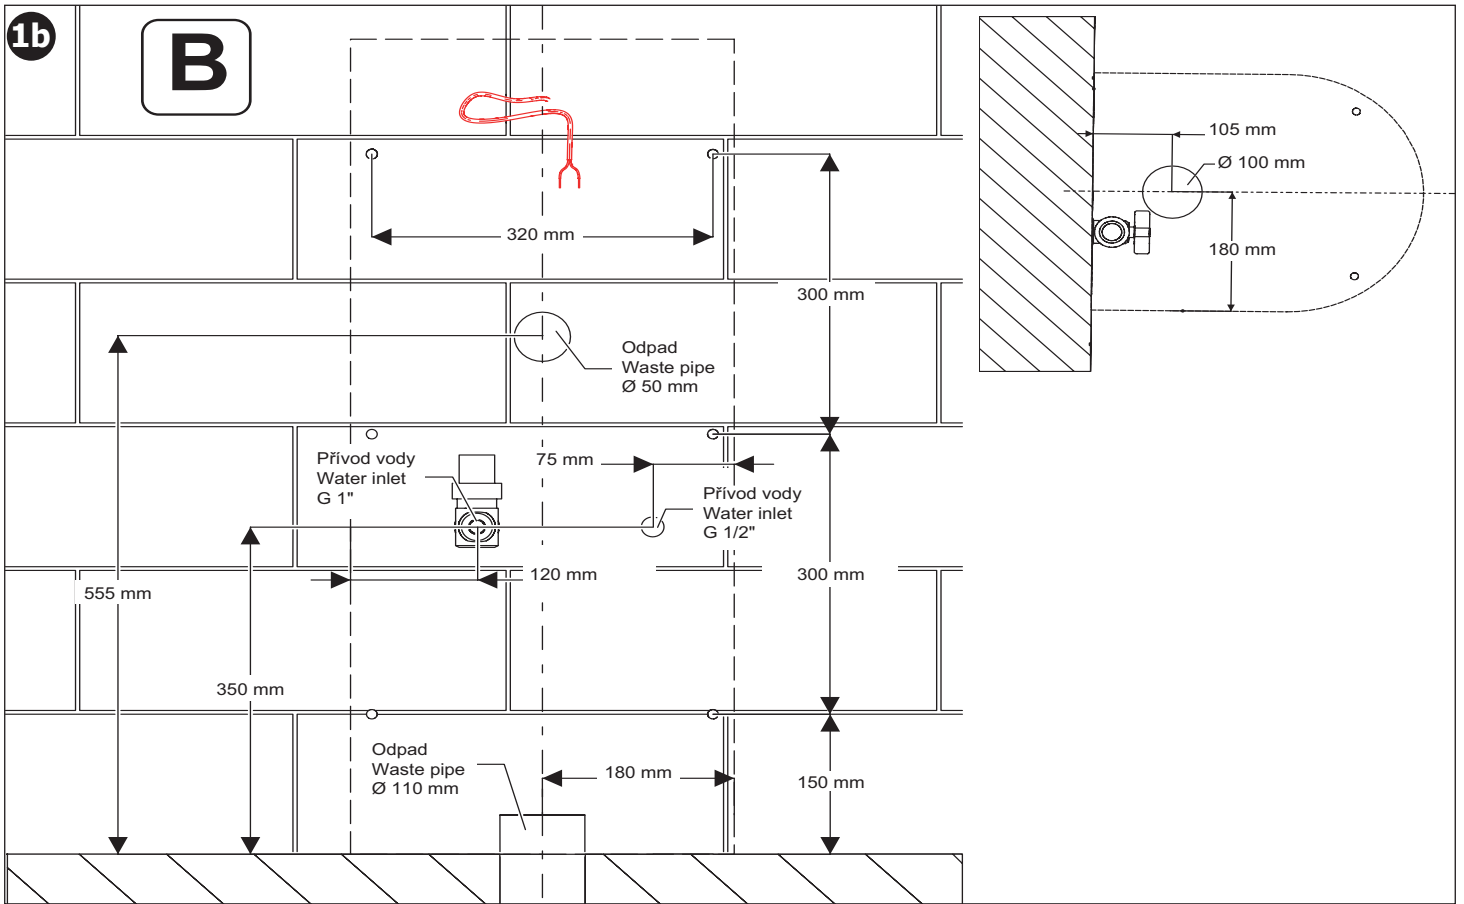 1b
B
105 mm
Ø 100 mm
180 mm
320 mm
300 mm
Odpad
Waste pipe
Ø 50 mm
Přívod vody
Water inlet
G 1"
75 mm
Přívod vody
Water inlet
G 1/2"
120 mm
300 mm
555 mm
350 mm
Odpad
Waste pipe
Ø 110 mm
180 mm
150 mm